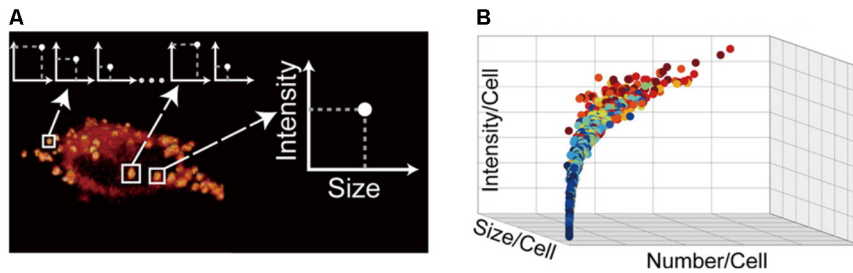 A
Intensity
Size
B
Intensity/Cell
Size/Cell
Number/Cell